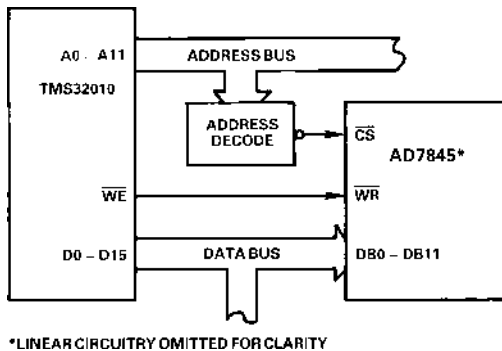 A0 – A11
ADDRESS BUS
TMS32010
ADDRESS
DECODE
CS
AD7845*
WE
WR
D0 – D15
DATA BUS
DB0 – DB11
*LINEAR CIRCUITRY OMITTED FOR CLARITY